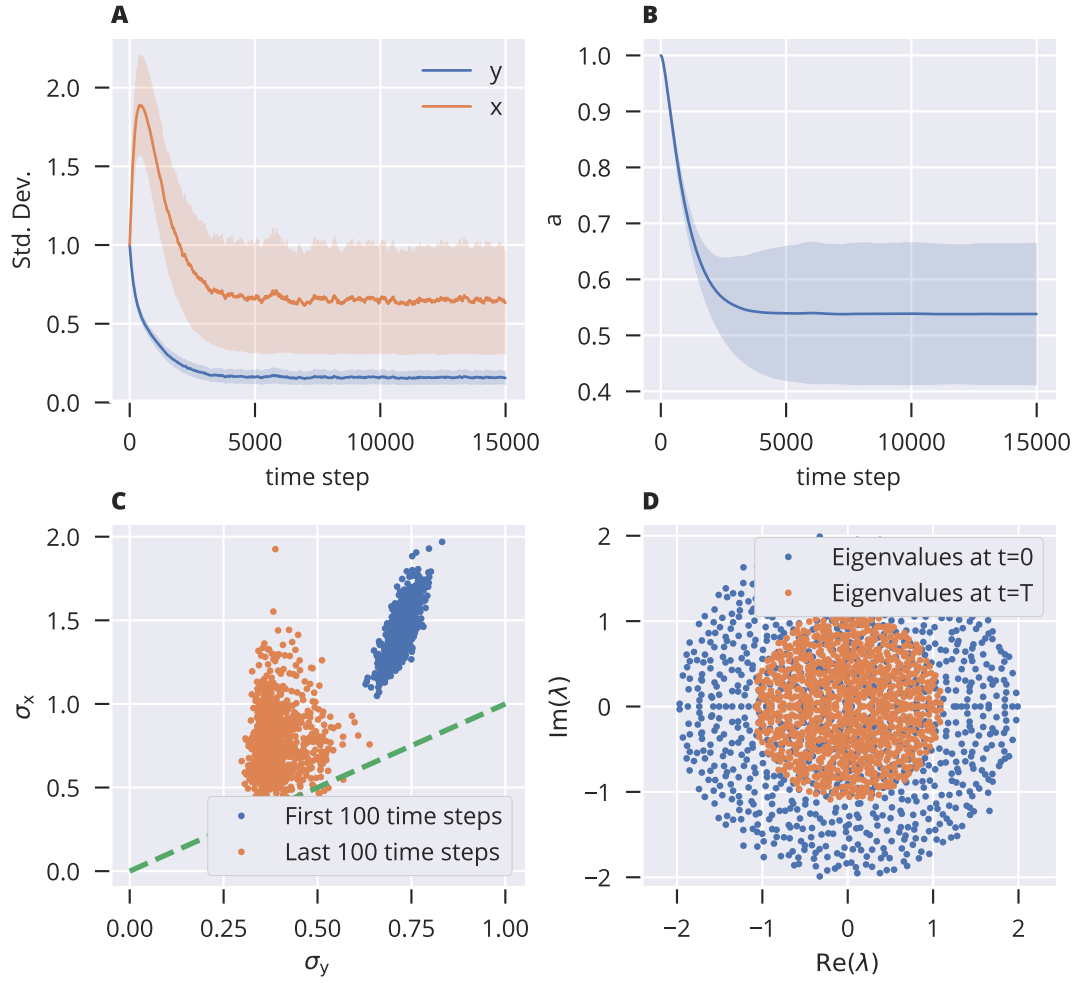 A
2.0
1.5
1.0
0.5
0.0
Std. Dev.
y
x
0 5000 10000 15000
time step
B
1.0
0.9
0.8
0.7
0.6
0.5
0.4
a
0 5000 10000 15000
time step
C
2.0
1.5
1.0
0.5
0.0
σx
First 100 time steps
Last 100 time steps
0.00 0.25 0.50 0.75 1.00
σy
D
2
1
0
−1
−2
Im(λ)
Eigenvalues at t=0
Eigenvalues at t=T
−2 −1 0 1 2
Re(λ)